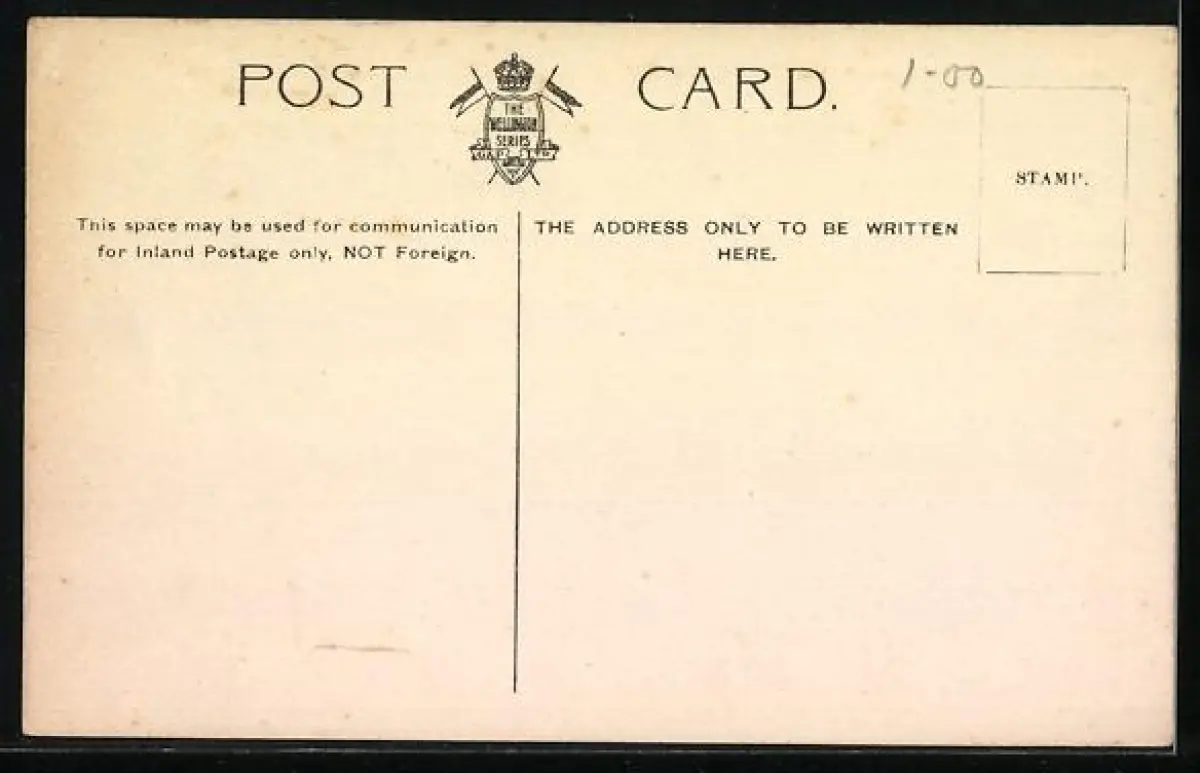 POST CARD.
1-00
THE
WELLINGTON
SERIES
G&P LTD
STAMP.
This space may be used for communication
for Inland Postage only, NOT Foreign.
THE ADDRESS ONLY TO BE WRITTEN
HERE.